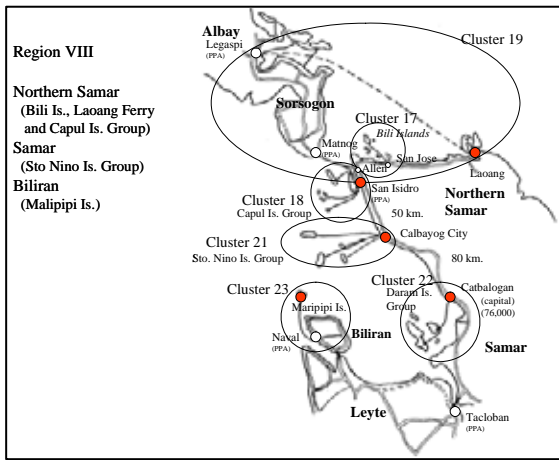 Region VIII
Northern Samar
(Bili Is., Laoang Ferry
and Capul Is. Group)
Samar
(Sto Nino Is. Group)
Biliran
(Malipipi Is.)
Albay
Legaspi
(PPA)
Cluster 19
Sorsogon
Cluster 17
Bili Islands
Matnog
(PPA)
Allen
San Jose
Laoang
San Isidro
(PPA)
Northern
Samar
Cluster 18
Capul Is. Group
50 km.
Cluster 21
Sto. Nino Is. Group
Calbayog City
80 km.
Cluster 22
Daram Is.
Group
Catbalogan
(capital)
(76,000)
Cluster 23
Maripipi Is.
Naval
(PPA)
Biliran
Samar
Leyte
Tacloban
(PPA)